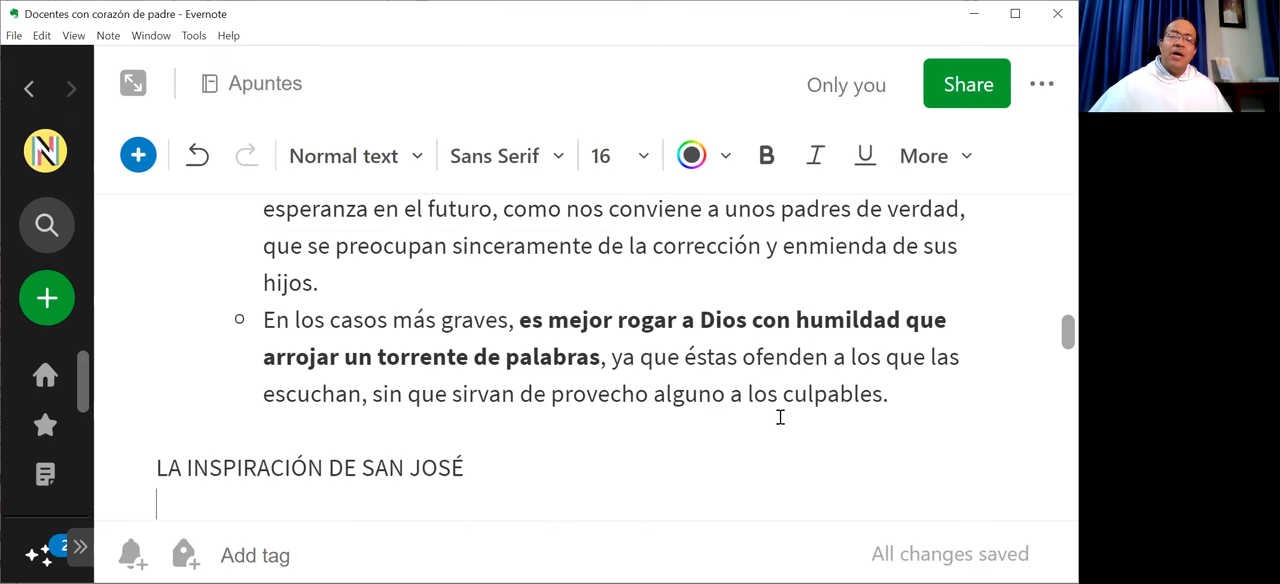 Docentes con corazón de padre - Evernote
File Edit View Note Window Tools Help
Apuntes
Only you
Share
Normal text
Sans Serif
16
B I U More
esperanza en el futuro, como nos conviene a unos padres de verdad,
que se preocupan sinceramente de la corrección y enmienda de sus
hijos.
En los casos más graves, es mejor rogar a Dios con humildad que
arrojar un torrente de palabras, ya que éstas ofenden a los que las
escuchan, sin que sirvan de provecho alguno a los culpables.
LA INSPIRACIÓN DE SAN JOSÉ
2
Add tag
All changes saved